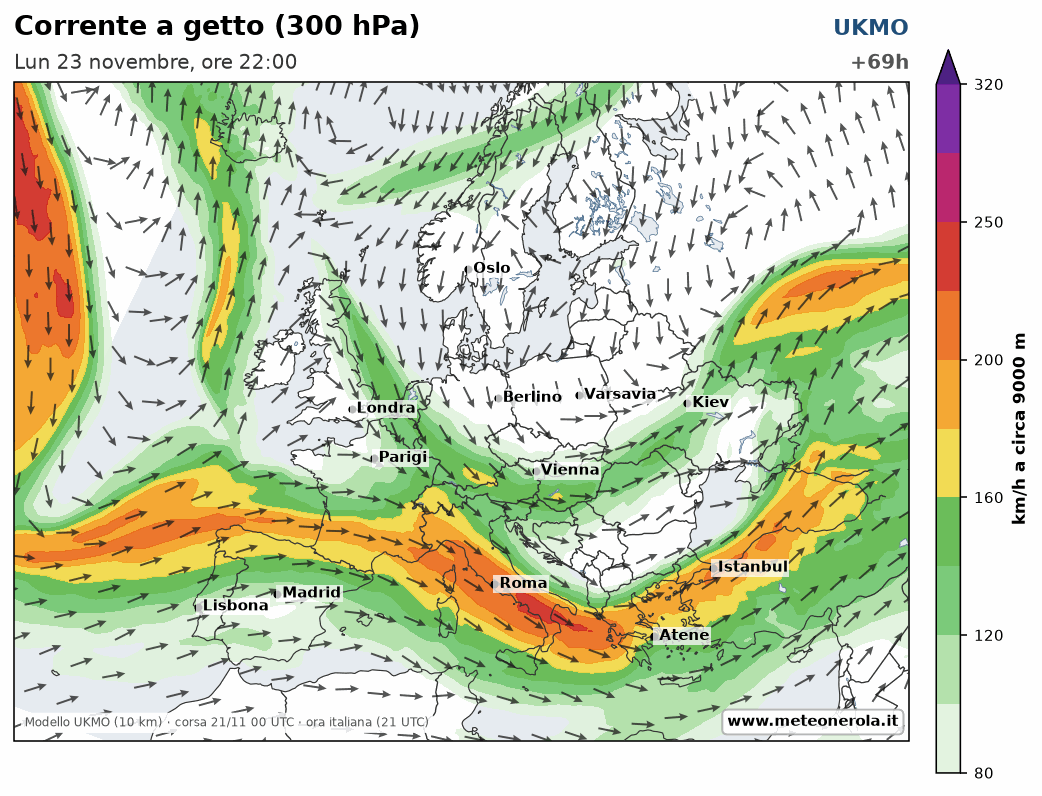 Corrente a getto (300 hPa)
UKMO
Lun 23 novembre, ore 22:00
+69h
320
250
200
160
120
80
km/h a circa 9000 m
Oslo
Londra
Berlino
Varsavia
Kiev
Parigi
Vienna
Roma
Istanbul
Madrid
Lisbona
Atene
Modello UKMO (10 km) · corsa 21/11 00 UTC · ora italiana (21 UTC)
www.meteonerola.it